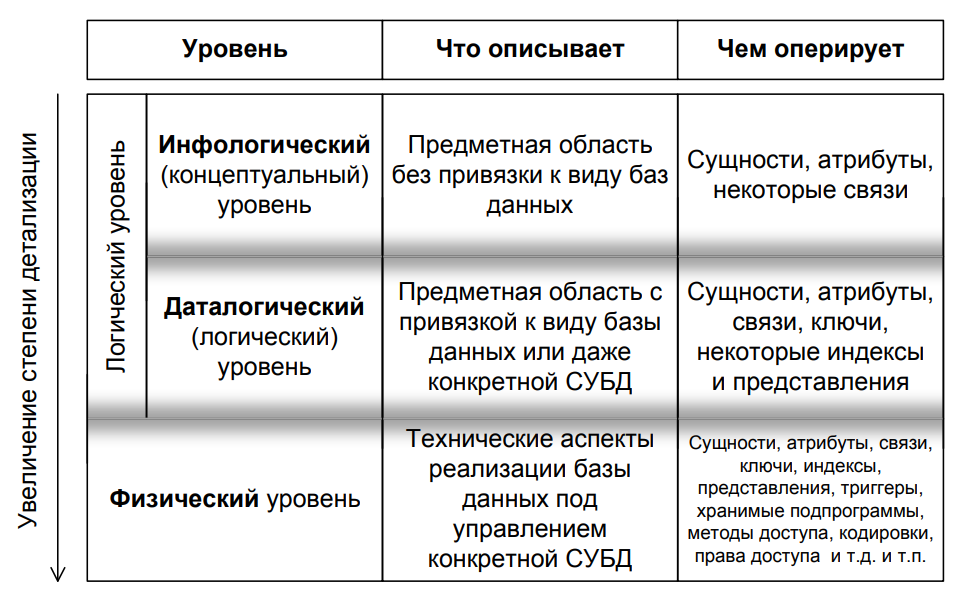 Уровень
Что описывает
Чем оперирует
Увеличение степени детализации
Логический уровень
Инфологический
(концептуальный)
уровень
Предметная область
без привязки к виду баз
данных
Сущности, атрибуты,
некоторые связи
Даталогический
(логический)
уровень
Предметная область с
привязкой к виду базы
данных или даже
конкретной СУБД
Сущности, атрибуты,
связи, ключи,
некоторые индексы
и представления
Физический уровень
Технические аспекты
реализации базы
данных под
управлением
конкретной СУБД
Сущности, атрибуты, связи,
ключи, индексы,
представления, триггеры,
хранимые подпрограммы,
методы доступа, кодировки,
права доступа и т.д. и т.п.